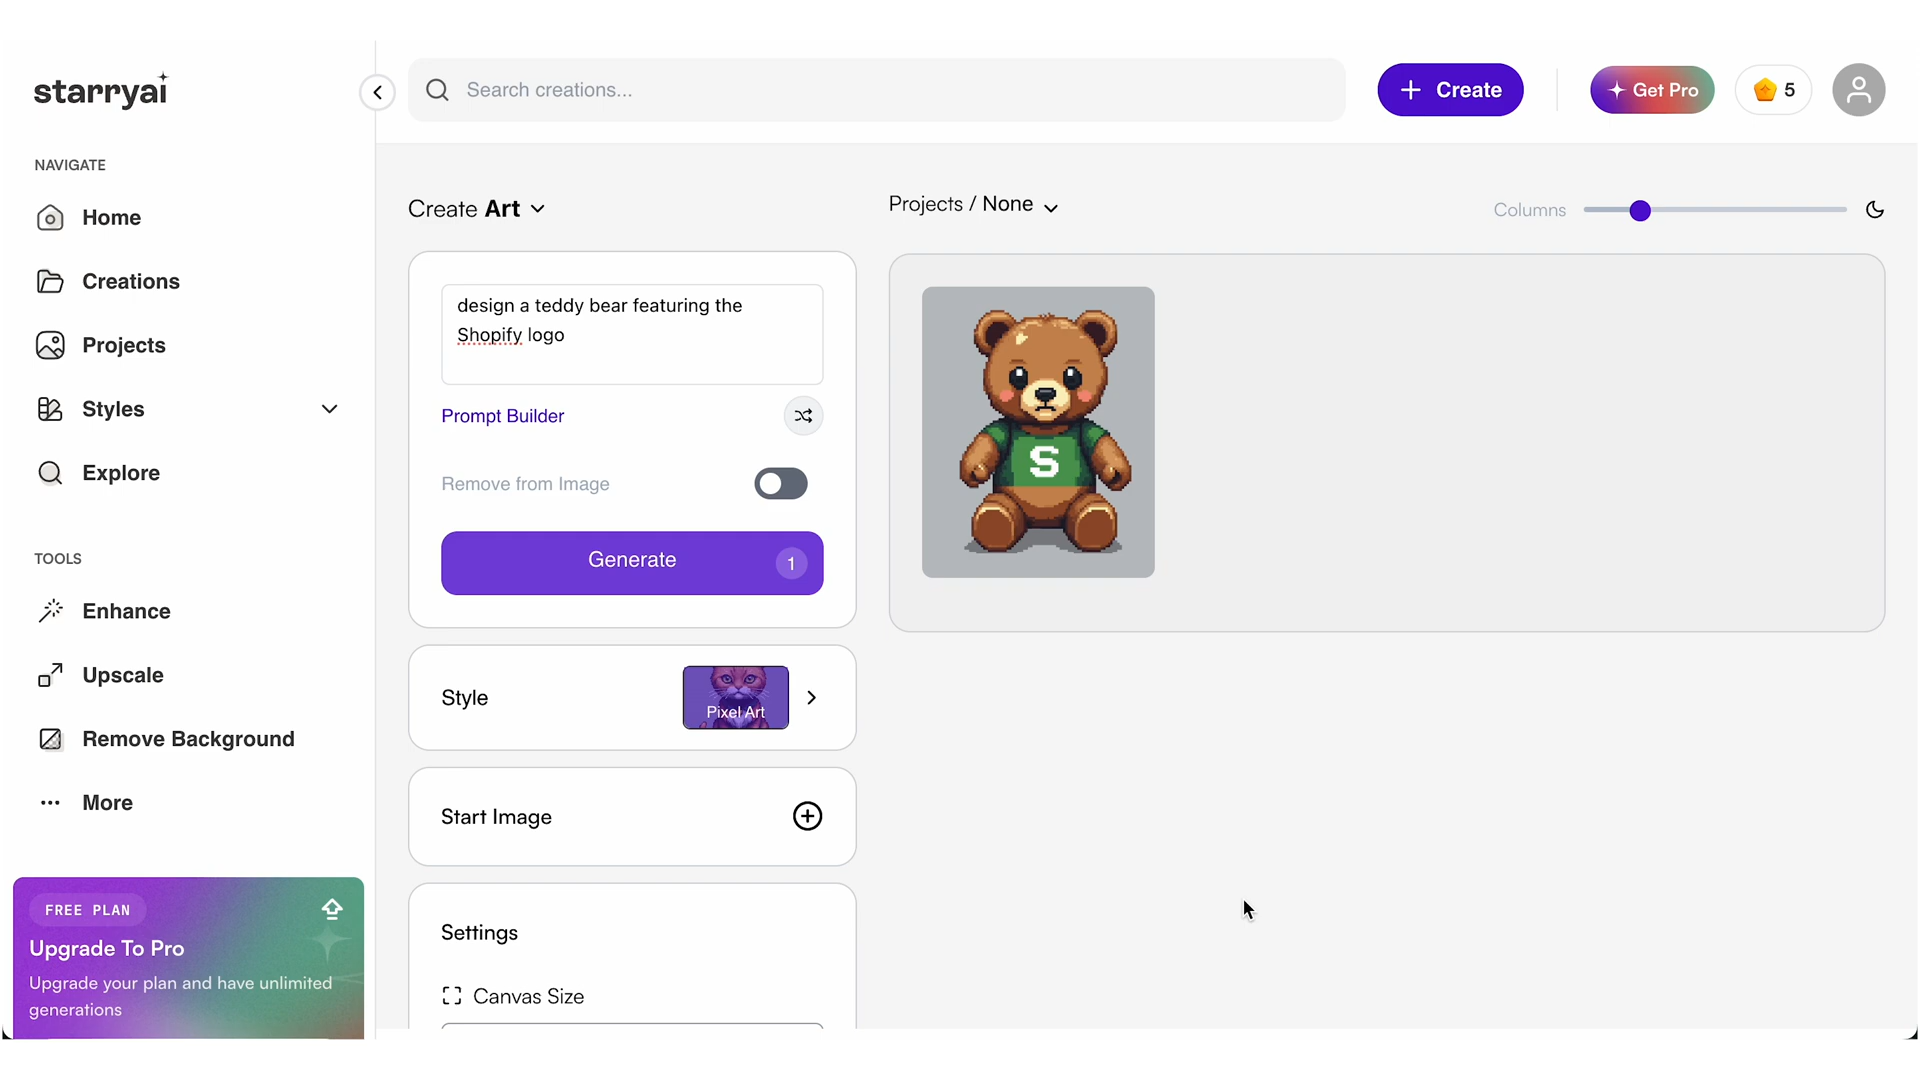 starryai
Search creations...
Create
Get Pro
5
NAVIGATE
Home
Creations
Projects
Styles
Explore
TOOLS
Enhance
Upscale
Remove Background
More
FREE PLAN
Upgrade To Pro
Upgrade your plan and have unlimited
generations
Create Art
design a teddy bear featuring the
Shopify logo
Prompt Builder
Remove from Image
Generate
1
Style
Pixel Art
Start Image
Settings
Canvas Size
Projects / None
Columns
S